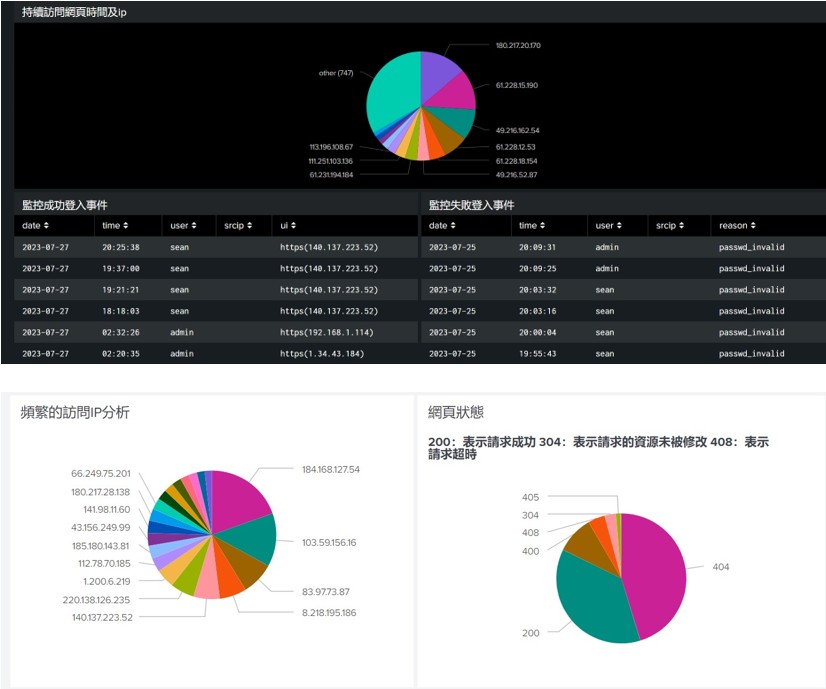 持續訪問網頁時間及ip
180.217.20.170
other (747)
61.228.15.190
49.216.162.54
113.196.108.67
61.228.12.53
111.251.103.136
61.228.18.154
61.231.194.184
49.216.52.87
監控成功登入事件
date time user srcip ui
2023-07-27 20:25:38 sean https(140.137.223.52)
2023-07-27 19:37:00 sean https(140.137.223.52)
2023-07-27 19:21:21 sean https(140.137.223.52)
2023-07-27 18:18:03 sean https(140.137.223.52)
2023-07-27 02:32:26 admin https(192.168.1.114)
2023-07-27 02:20:35 admin https(1.34.43.184)
監控失敗登入事件
date time user srcip reason
2023-07-25 20:09:31 admin passwd_invalid
2023-07-25 20:09:25 admin passwd_invalid
2023-07-25 20:03:32 sean passwd_invalid
2023-07-25 20:03:16 sean passwd_invalid
2023-07-25 20:00:04 sean passwd_invalid
2023-07-25 19:55:43 sean passwd_invalid
頻繁的訪問IP分析
66.249.75.201
180.217.28.138
141.98.11.60
43.156.249.99
185.180.143.81
112.78.70.185
1.200.6.219
220.138.126.235
140.137.223.52
184.168.127.54
103.59.156.16
83.97.73.87
8.218.195.186
網頁狀態
200：表示請求成功 304：表示請求的資源未被修改 408：表示
請求超時
405
304
408
400
404
200